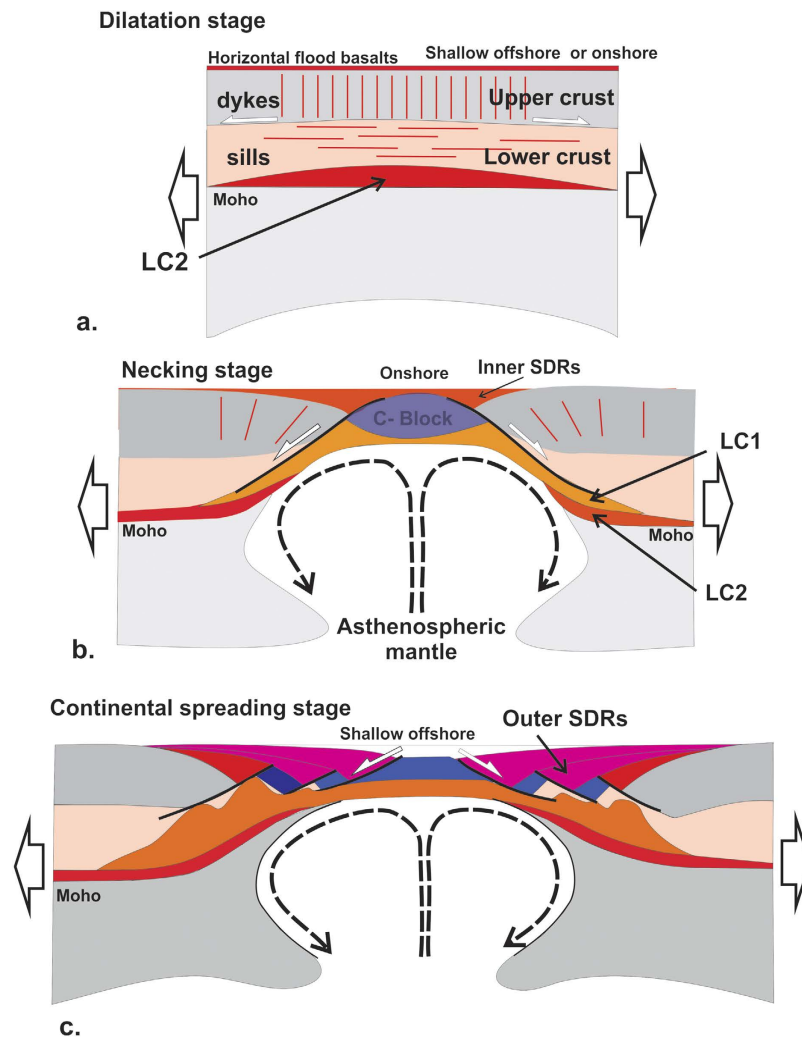 Dilatation stage
Horizontal flood basalts
Shallow offshore or onshore
dykes
Upper crust
sills
Lower crust
Moho
LC2
a.
Necking stage
Onshore
Inner SDRs
C- Block
LC1
Moho
Moho
LC2
Asthenospheric
mantle
b.
Continental spreading stage
Outer SDRs
Shallow offshore
Moho
c.